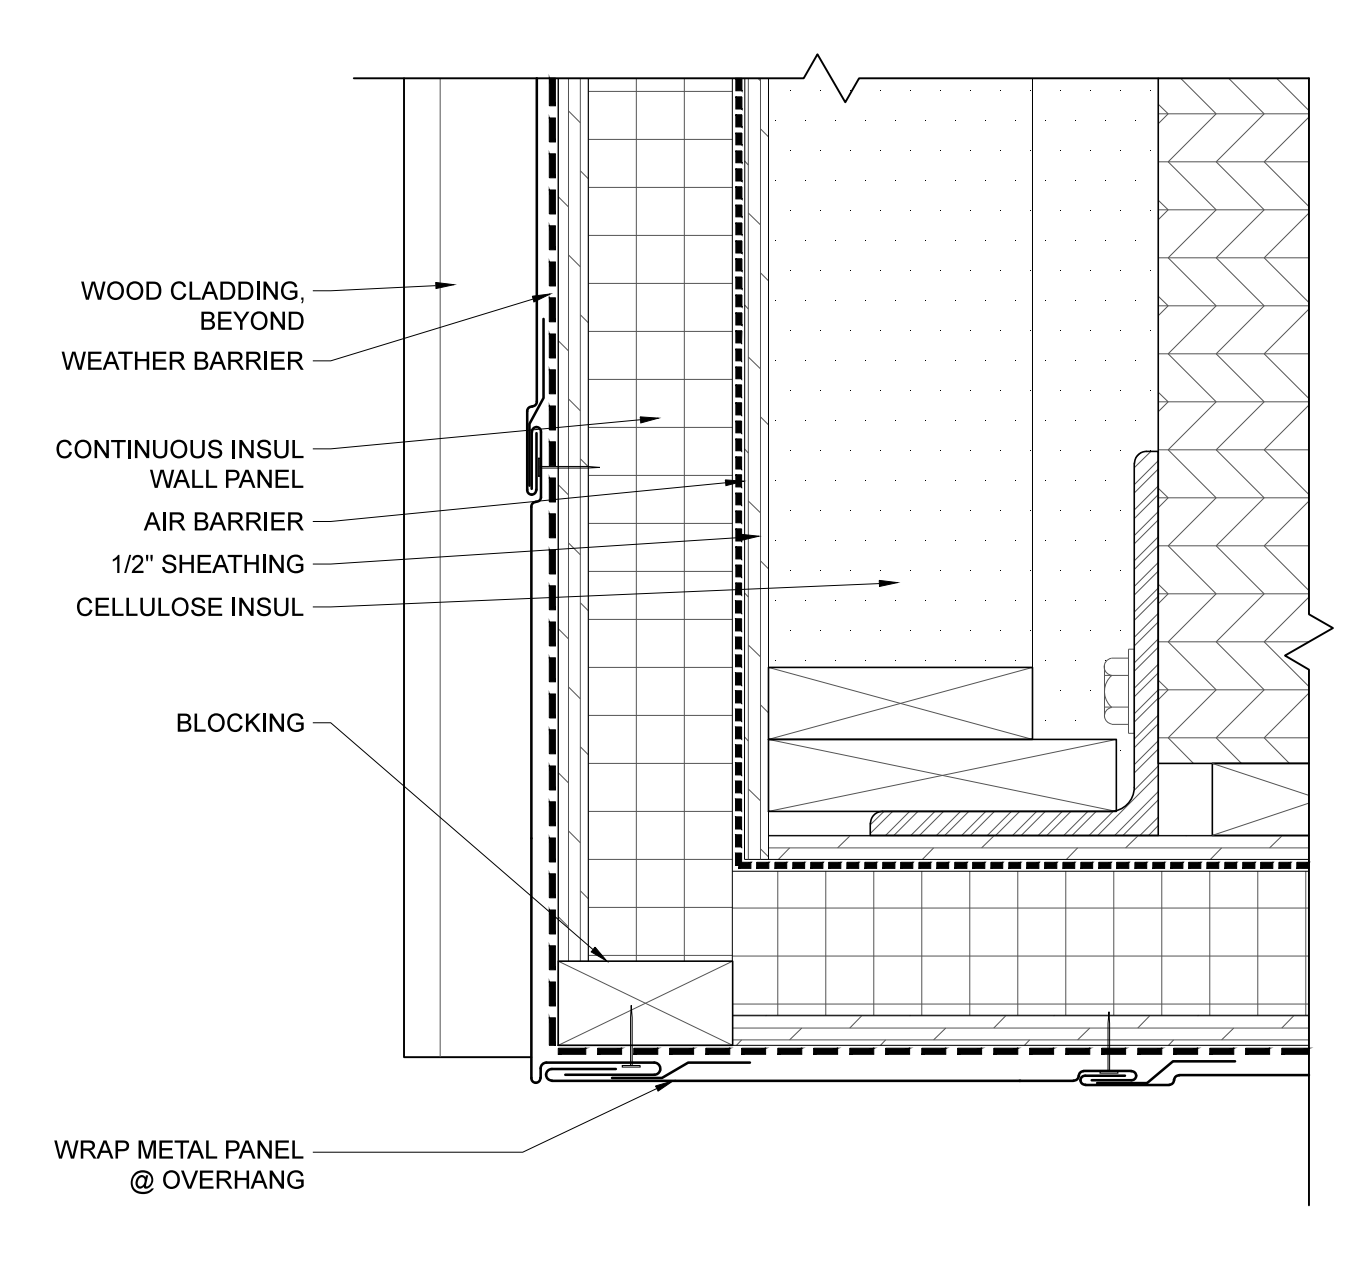 WOOD CLADDING,
BEYOND
WEATHER BARRIER
CONTINUOUS INSUL
WALL PANEL
AIR BARRIER
1/2" SHEATHING
CELLULOSE INSUL
BLOCKING
WRAP METAL PANEL
@ OVERHANG